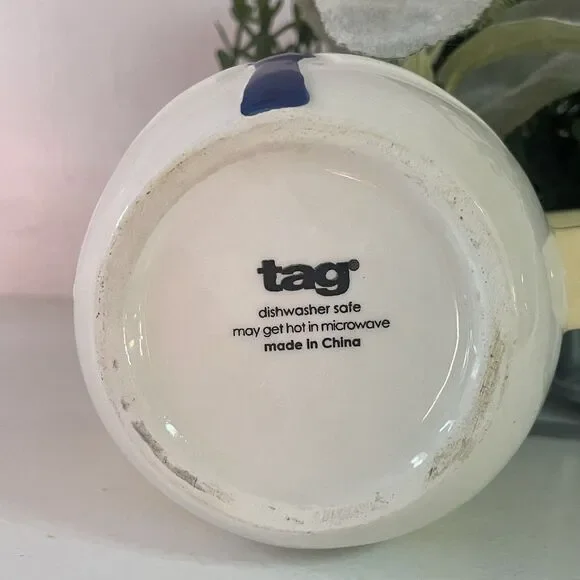 tag®
dishwasher safe
may get hot in microwave
made in China